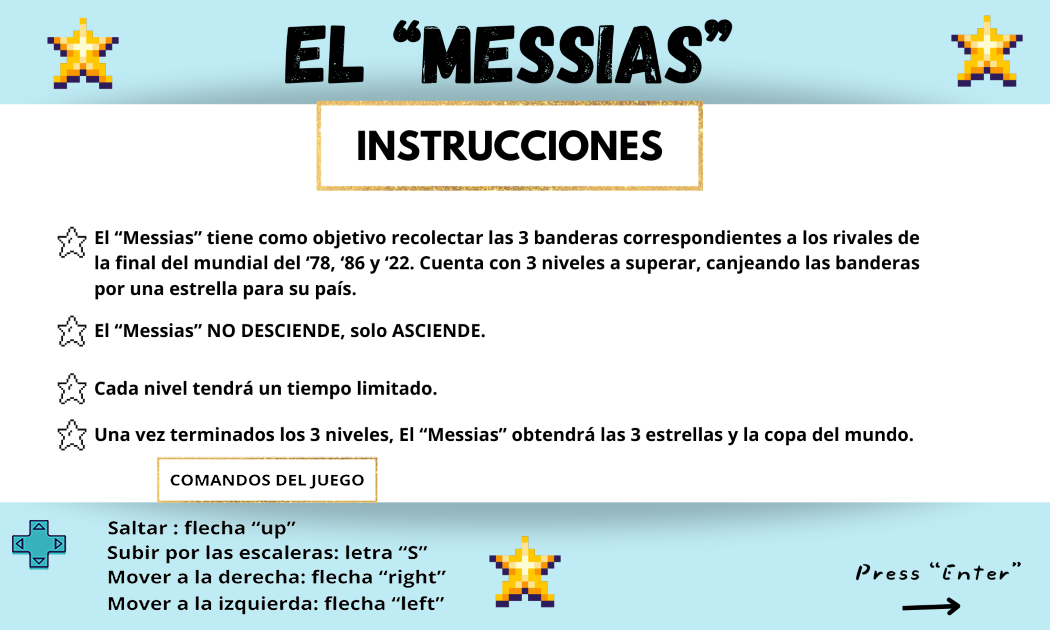 EL “MESSIAS”
INSTRUCCIONES
El “Messias” tiene como objetivo recolectar las 3 banderas correspondientes a los rivales de
la final del mundial del ‘78, ‘86 y ‘22. Cuenta con 3 niveles a superar, canjeando las banderas
por una estrella para su país.
El “Messias” NO DESCIENDE, solo ASCIENDE.
Cada nivel tendrá un tiempo limitado.
Una vez terminados los 3 niveles, El “Messias” obtendrá las 3 estrellas y la copa del mundo.
COMANDOS DEL JUEGO
Saltar : flecha “up”
Subir por las escaleras: letra “S”
Mover a la derecha: flecha “right”
Mover a la izquierda: flecha “left”
Press “Enter”